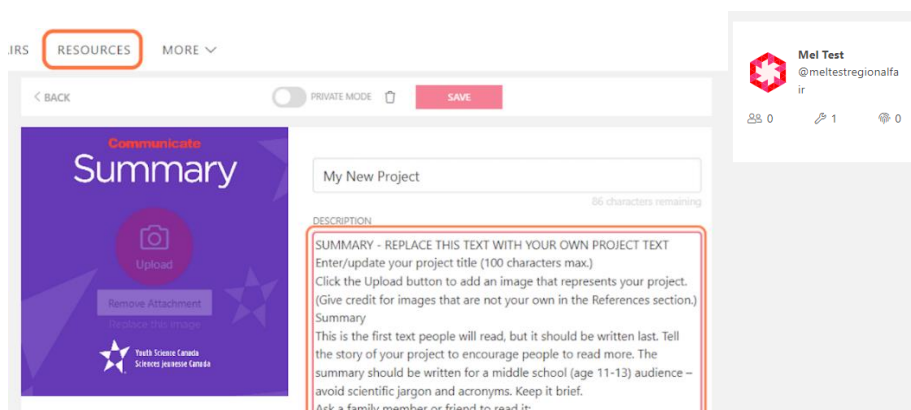 IRS RESOURCES MORE
< BACK PRIVATE MODE SAVE
Communicate
Summary
Upload
Remove Attachment
Replace this image
Youth Science Canada
Sciences jeunesse Canada
My New Project
86 characters remaining
DESCRIPTION
SUMMARY - REPLACE THIS TEXT WITH YOUR OWN PROJECT TEXT
Enter/update your project title (100 characters max.)
Click the Upload button to add an image that represents your project.
(Give credit for images that are not your own in the References section.)
Summary
This is the first text people will read, but it should be written last. Tell
the story of your project to encourage people to read more. The
summary should be written for a middle school (age 11-13) audience –
avoid scientific jargon and acronyms. Keep it brief.
Ask a family member or friend to read it:
Mel Test
@meltestregionalfa
ir
0 1 0